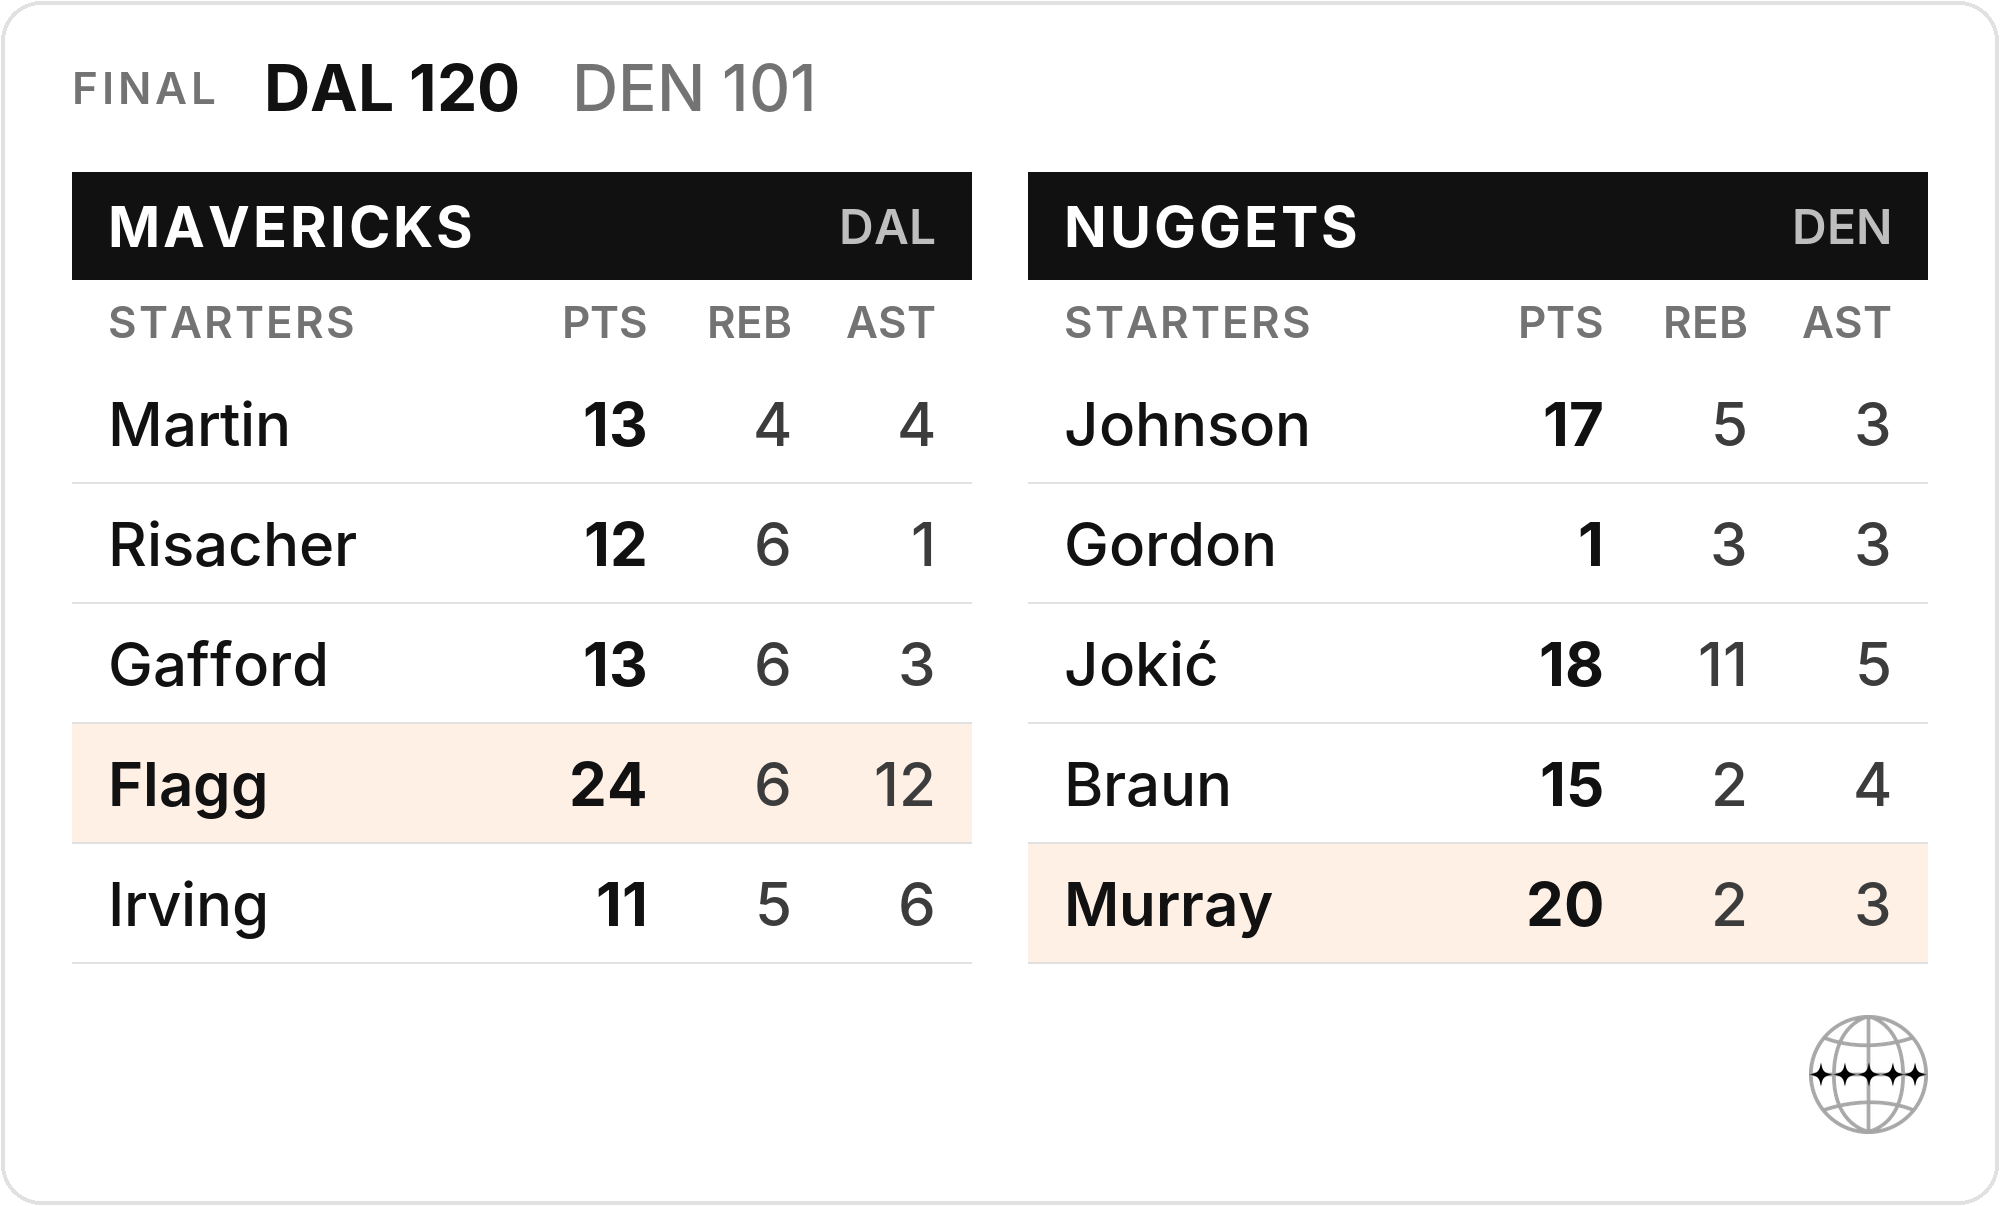 FINAL DAL 120 DEN 101
MAVERICKS DAL
STARTERS PTS REB AST
Martin 13 4 4
Risacher 12 6 1
Gafford 13 6 3
Flagg 24 6 12
Irving 11 5 6
NUGGETS DEN
STARTERS PTS REB AST
Johnson 17 5 3
Gordon 1 3 3
Jokić 18 11 5
Braun 15 2 4
Murray 20 2 3